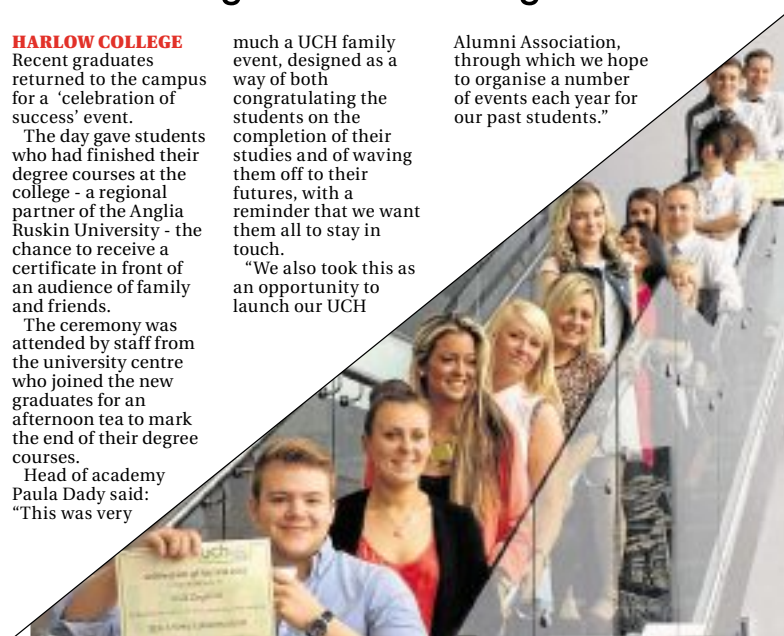 HARLOW COLLEGE
Recent graduates
returned to the campus
for a ‘celebration of
success’ event.
The day gave students
who had finished their
degree courses at the
college - a regional
partner of the Anglia
Ruskin University - the
chance to receive a
certificate in front of
an audience of family
and friends.
The ceremony was
attended by staff from
the university centre
who joined the new
graduates for an
afternoon tea to mark
the end of their degree
courses.
Head of academy
Paula Dady said:
“This was very
much a UCH family
event, designed as a
way of both
congratulating the
students on the
completion of their
studies and of waving
them off to their
futures, with a
reminder that we want
them all to stay in
touch.
“We also took this as
an opportunity to
launch our UCH
Alumni Association,
through which we hope
to organise a number
of events each year for
our past students.”
uch